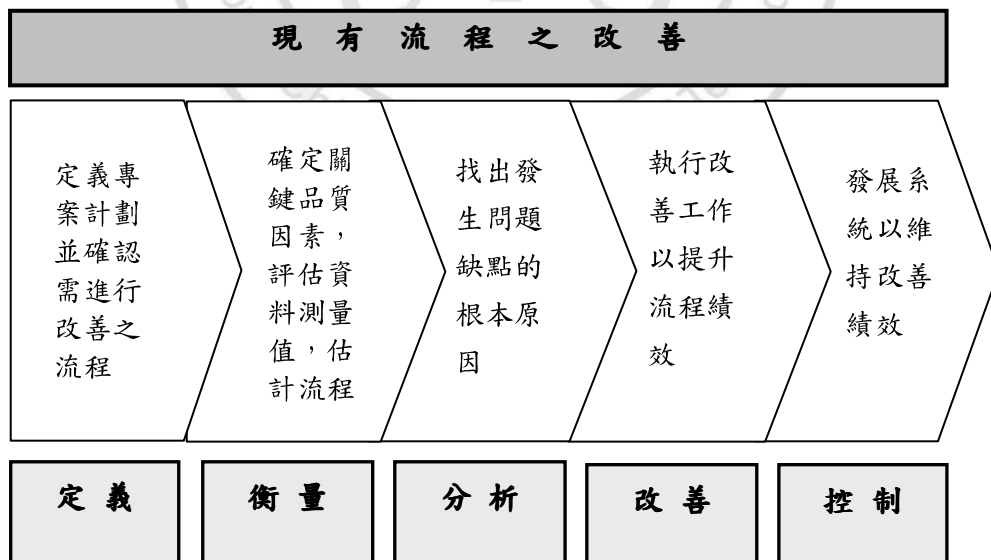 現有流程之改善
定義專
案計劃
並確認
需進行
改善之
流程
確定關
鍵品質
因素，
評估資
料測量
值，估
計流程
找出發
生問題
缺點的
根本原
因
執行改
善工作
以提升
流程績
效
發展系
統以維
持改善
績效
定義
衡量
分析
改善
控制